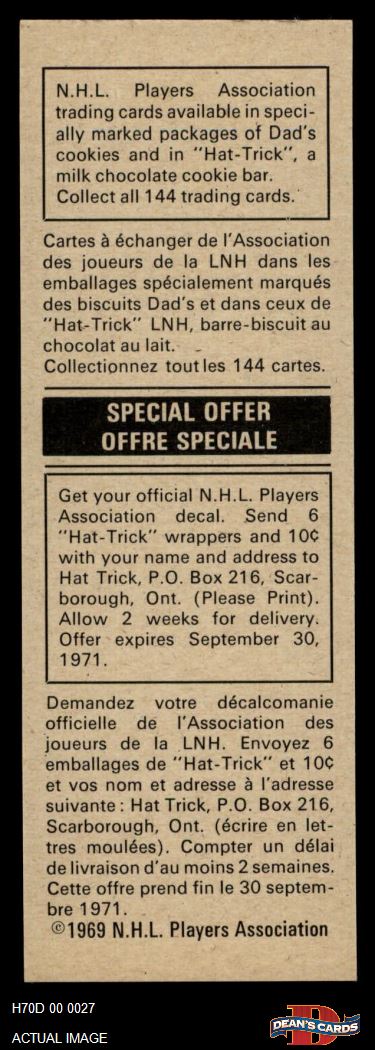 N.H.L. Players Association
trading cards available in speci-
ally marked packages of Dad's
cookies and in "Hat-Trick", a
milk chocolate cookie bar.
Collect all 144 trading cards.
Cartes à échanger de l'Association
des joueurs de la LNH dans les
emballages spécialement marqués
des biscuits Dad's et dans ceux de
"Hat-Trick" LNH, barre-biscuit au
chocolat au lait.
Collectionnez tout les 144 cartes.
SPECIAL OFFER
OFFRE SPECIALE
Get your official N.H.L. Players
Association decal. Send 6
"Hat-Trick" wrappers and 10¢
with your name and address to
Hat Trick, P.O. Box 216, Scar-
borough, Ont. (Please Print).
Allow 2 weeks for delivery.
Offer expires September 30,
1971.
Demandez votre décalcomanie
officielle de l'Association des
joueurs de la LNH. Envoyez 6
emballages de "Hat-Trick" et 10¢
et vos nom et adresse à l'adresse
suivante : Hat Trick, P.O. Box 216,
Scarborough, Ont. (écrire en let-
tres moulées). Compter un délai
de livraison d'au moins 2 semaines.
Cette offre prend fin le 30 septem-
bre 1971.
©1969 N.H.L. Players Association
H70D 00 0027
ACTUAL IMAGE
D
DEAN'S CARDS